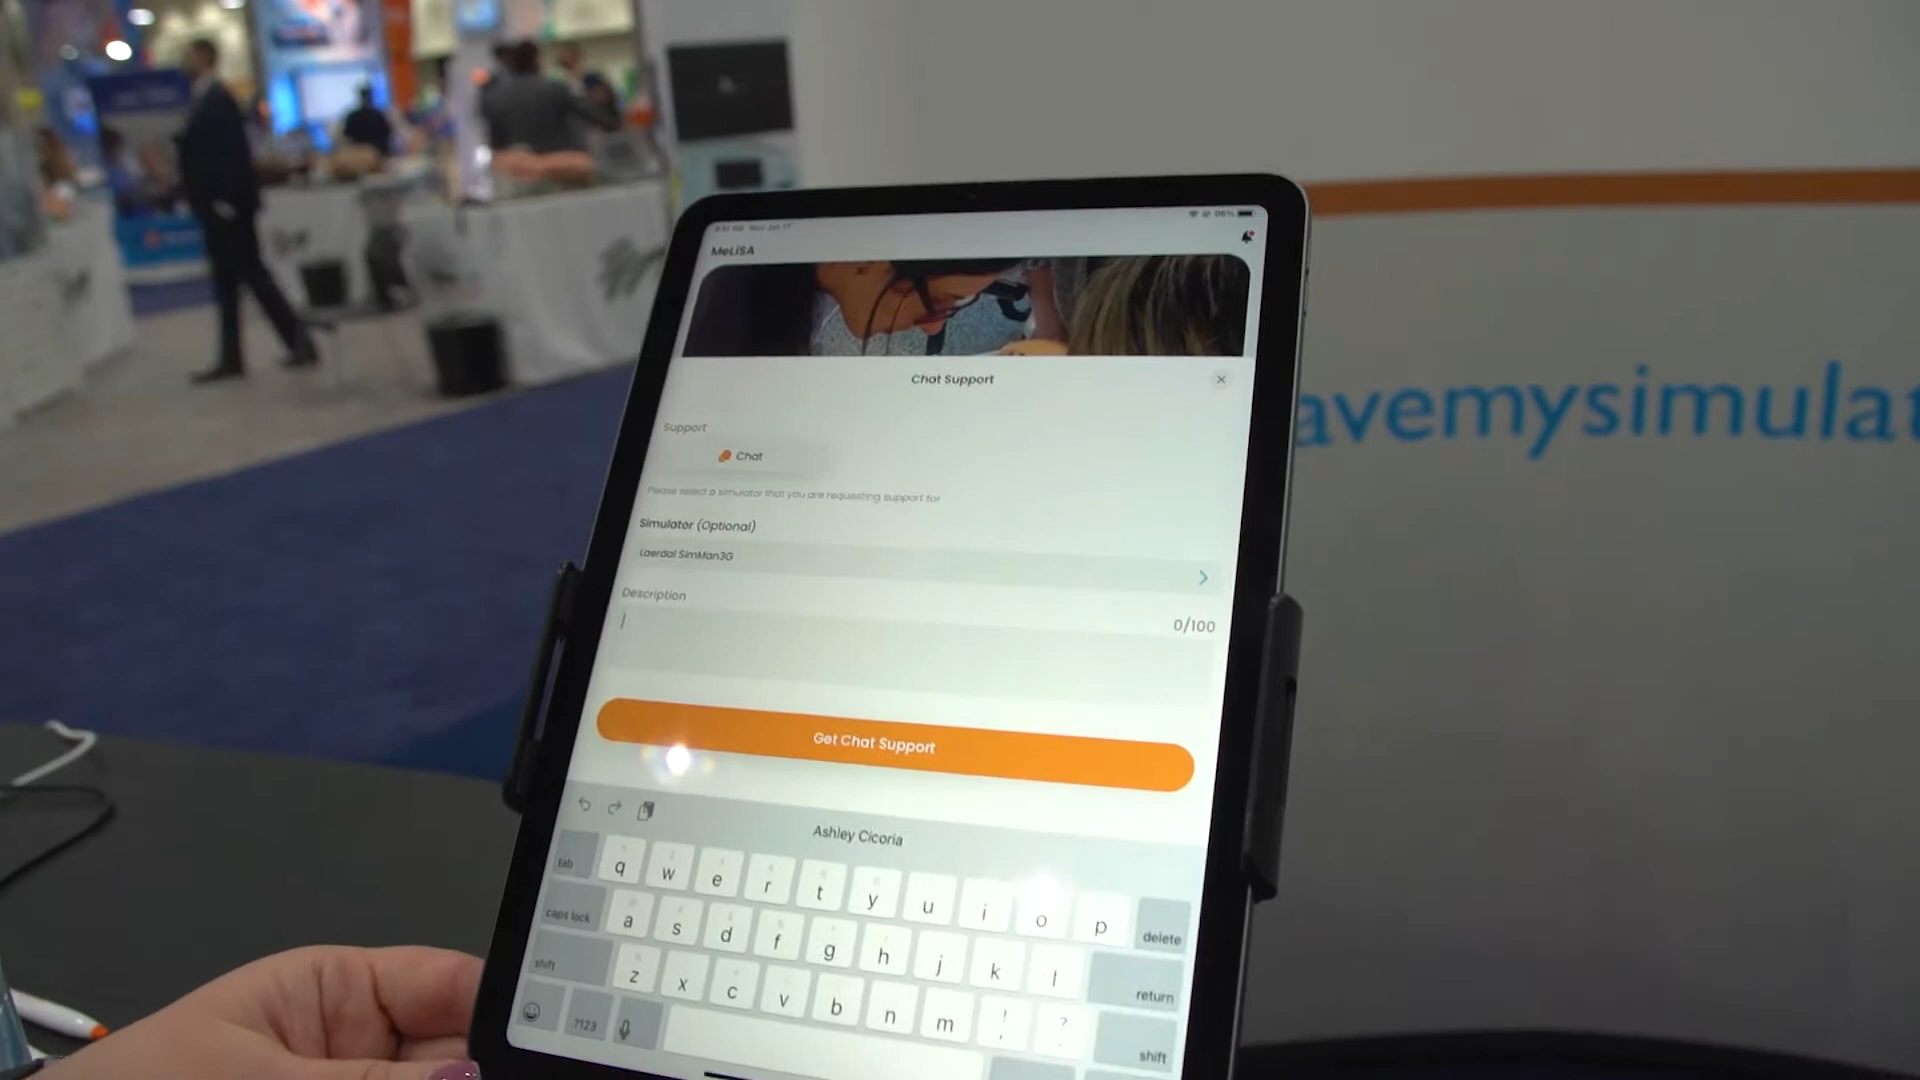 MeLiSA
Chat Support
Support
Chat
Please select a simulator that you are requesting support for
Simulator (Optional)
Laerdal SimMan3G
Description
0/100
Get Chat Support
Ashley Cicoria
tab q w e r t y u i o p delete
caps lock a s d f g h j k l return
shift z x c v b n m ! , ? . shift
.?123
avemysimulat